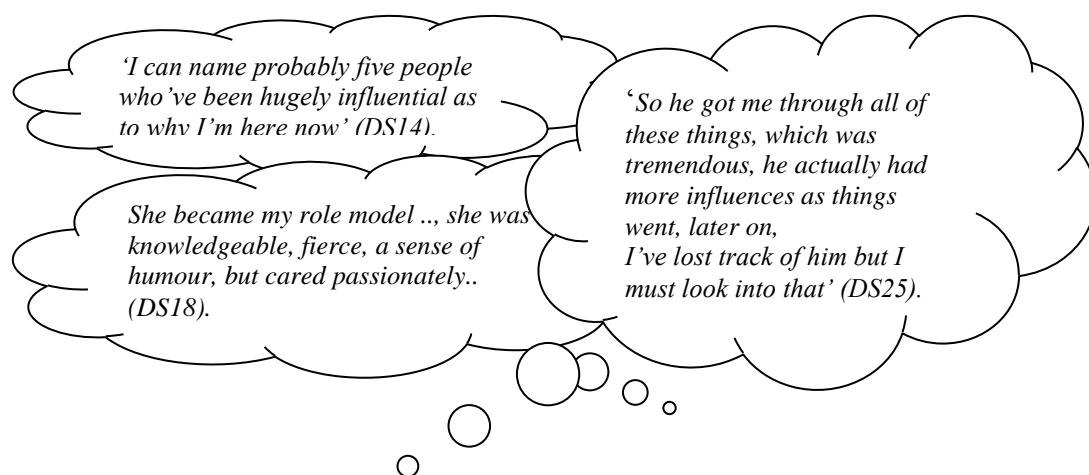 ‘I can name probably five people
who’ve been hugely influential as
to why I’m here now’ (DS14).
She became my role model .., she was
knowledgeable, fierce, a sense of
humour, but cared passionately..
(DS18).
‘So he got me through all of
these things, which was
tremendous, he actually had
more influences as things
went, later on,
I’ve lost track of him but I
must look into that’ (DS25).